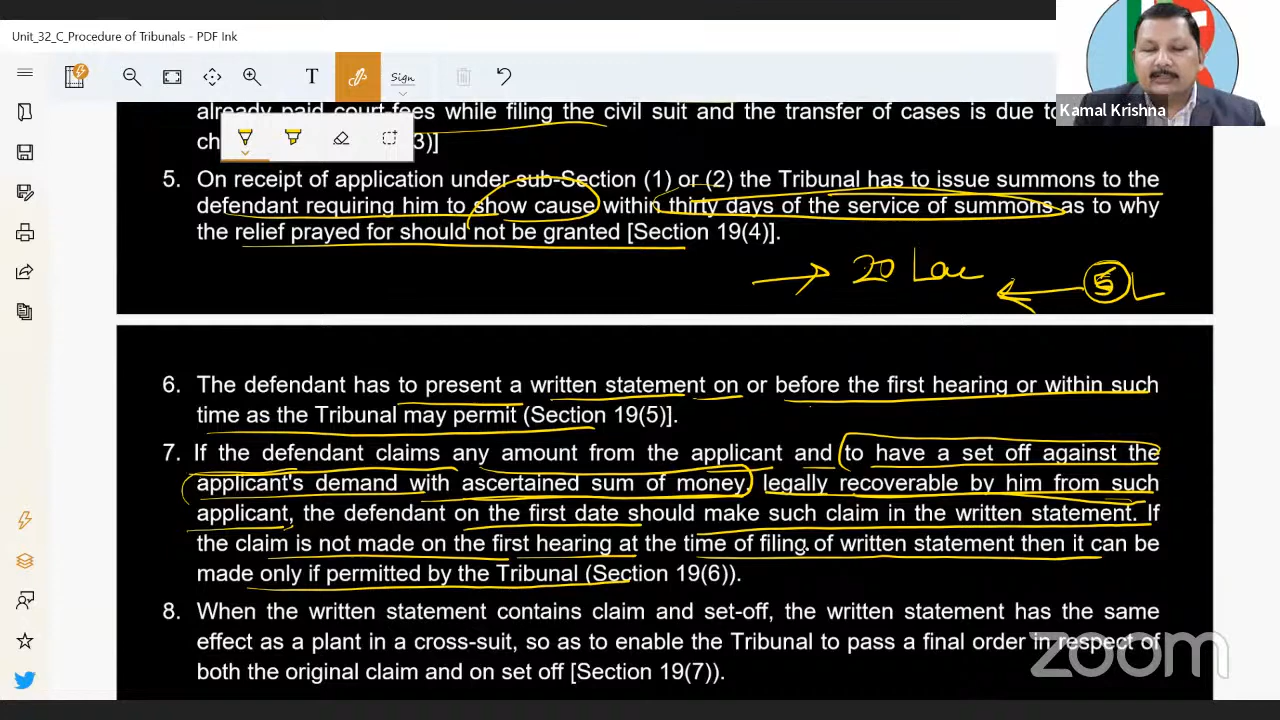 Unit_32_C_Procedure of Tribunals - PDF Ink
T
Sign
Kamal Krishna
already paid court-fees while filing the civil suit and the transfer of cases is due to
ch 3)]
5. On receipt of application under sub-Section (1) or (2) the Tribunal has to issue summons to the
defendant requiring him to show cause within thirty days of the service of summons as to why
the relief prayed for should not be granted [Section 19(4)].
20 Lac 5 L
6. The defendant has to present a written statement on or before the first hearing or within such
time as the Tribunal may permit (Section 19(5)].
7. If the defendant claims any amount from the applicant and to have a set off against the
applicant's demand with ascertained sum of money, legally recoverable by him from such
applicant, the defendant on the first date should make such claim in the written statement. If
the claim is not made on the first hearing at the time of filing of written statement then it can be
made only if permitted by the Tribunal (Section 19(6)).
8. When the written statement contains claim and set-off, the written statement has the same
effect as a plant in a cross-suit, so as to enable the Tribunal to pass a final order in respect of
both the original claim and on set off [Section 19(7)).
zoom